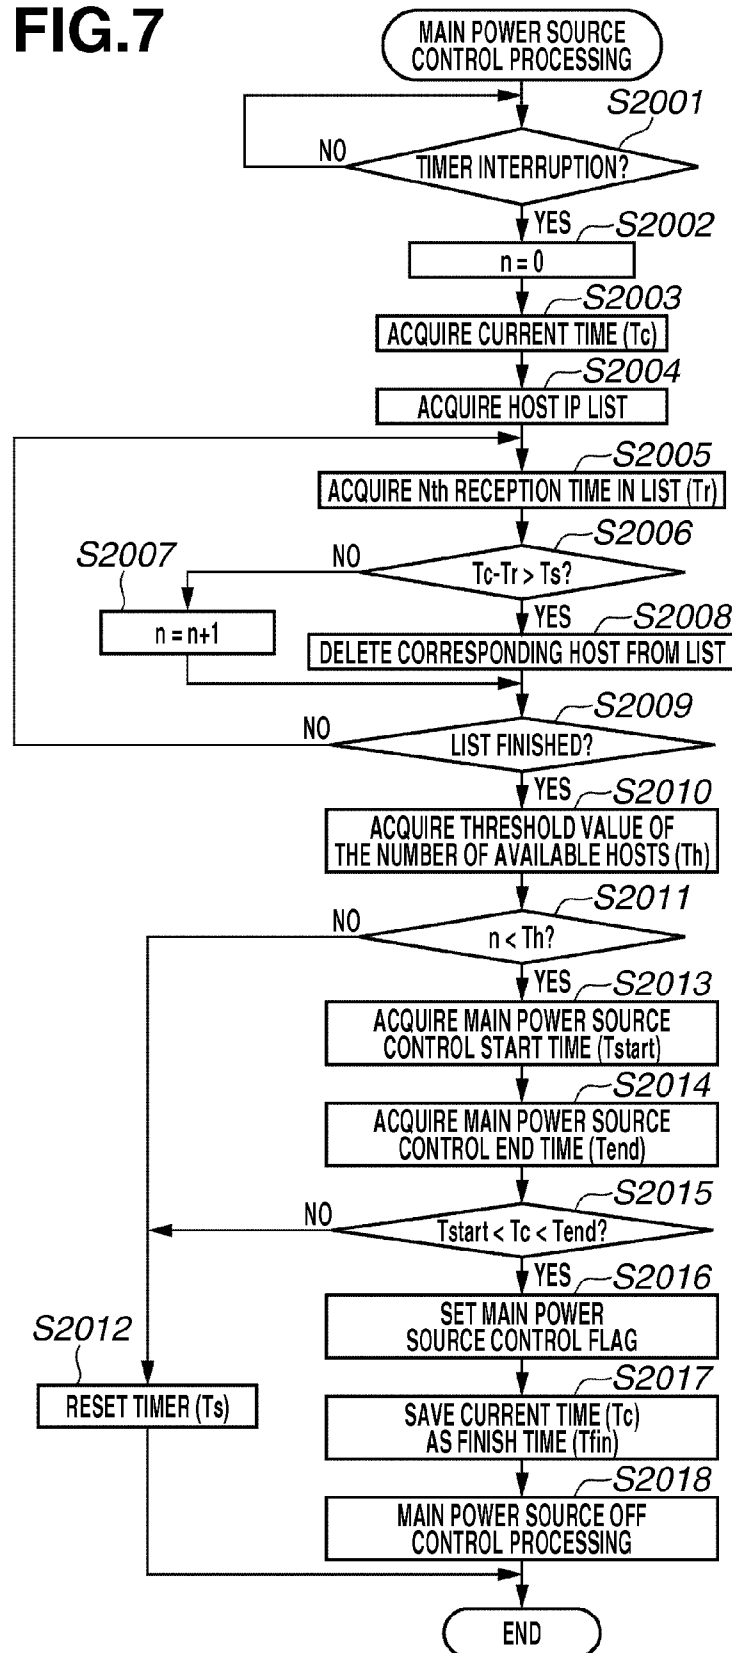 FIG.7
MAIN POWER SOURCE
CONTROL PROCESSING
S2001
TIMER INTERRUPTION?
NO
YES
S2002
n = 0
S2003
ACQUIRE CURRENT TIME (Tc)
S2004
ACQUIRE HOST IP LIST
S2005
ACQUIRE Nth RECEPTION TIME IN LIST (Tr)
S2006
Tc-Tr > Ts?
NO
YES
S2007
n = n+1
S2008
DELETE CORRESPONDING HOST FROM LIST
S2009
LIST FINISHED?
NO
YES
S2010
ACQUIRE THRESHOLD VALUE OF
THE NUMBER OF AVAILABLE HOSTS (Th)
S2011
n < Th?
NO
YES
S2013
ACQUIRE MAIN POWER SOURCE
CONTROL START TIME (Tstart)
S2014
ACQUIRE MAIN POWER SOURCE
CONTROL END TIME (Tend)
S2015
Tstart < Tc < Tend?
NO
YES
S2016
SET MAIN POWER
SOURCE CONTROL FLAG
S2012
RESET TIMER (Ts)
S2017
SAVE CURRENT TIME (Tc)
AS FINISH TIME (Tfin)
S2018
MAIN POWER SOURCE OFF
CONTROL PROCESSING
END